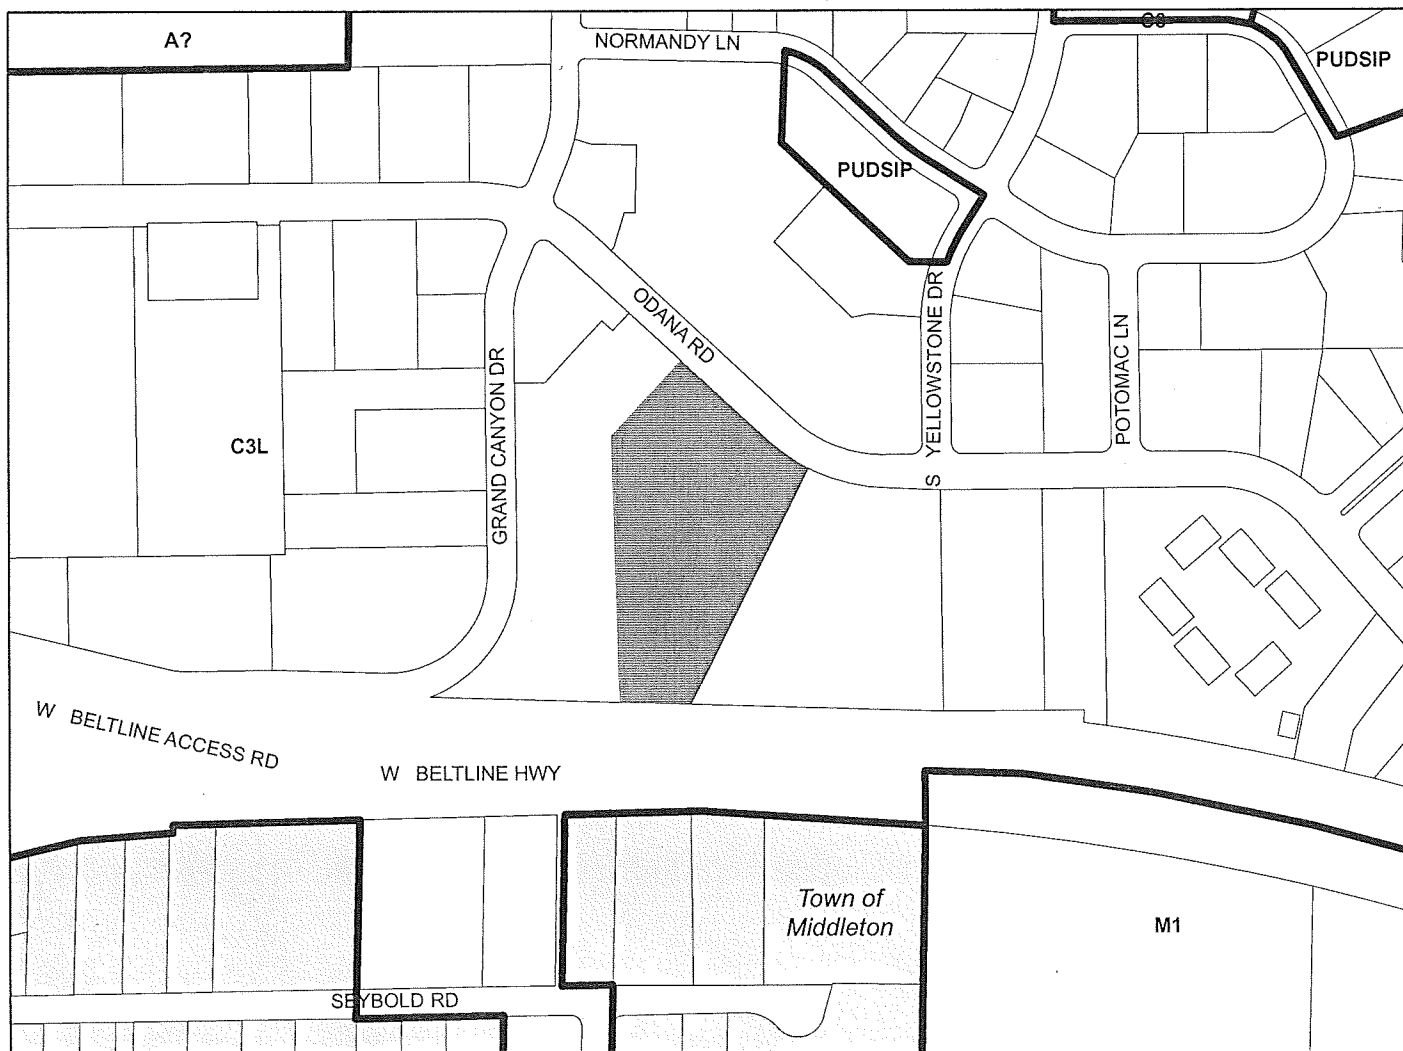 A?
NORMANDY LN
PUDSIP
PUDSIP
ODANA RD
S YELLOWSTONE DR
POTOMAC LN
GRAND CANYON DR
C3L
W BELTLINE ACCESS RD
W BELTLINE HWY
Town of
Middleton
M1
SEYBOLD RD